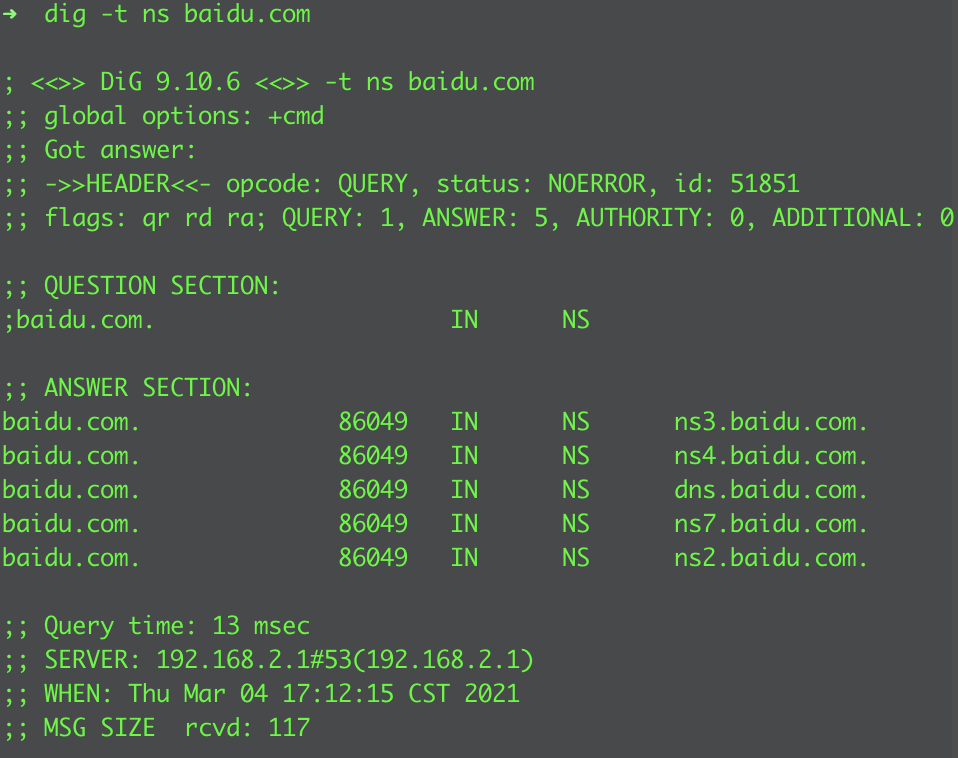 ➜  dig -t ns baidu.com
; <<>> DiG 9.10.6 <<>> -t ns baidu.com
;; global options: +cmd
;; Got answer:
;; ->>HEADER<<- opcode: QUERY, status: NOERROR, id: 51851
;; flags: qr rd ra; QUERY: 1, ANSWER: 5, AUTHORITY: 0, ADDITIONAL: 0
;; QUESTION SECTION:
;baidu.com.                     IN      NS
;; ANSWER SECTION:
baidu.com.              86049   IN      NS      ns3.baidu.com.
baidu.com.              86049   IN      NS      ns4.baidu.com.
baidu.com.              86049   IN      NS      dns.baidu.com.
baidu.com.              86049   IN      NS      ns7.baidu.com.
baidu.com.              86049   IN      NS      ns2.baidu.com.
;; Query time: 13 msec
;; SERVER: 192.168.2.1#53(192.168.2.1)
;; WHEN: Thu Mar 04 17:12:15 CST 2021
;; MSG SIZE  rcvd: 117